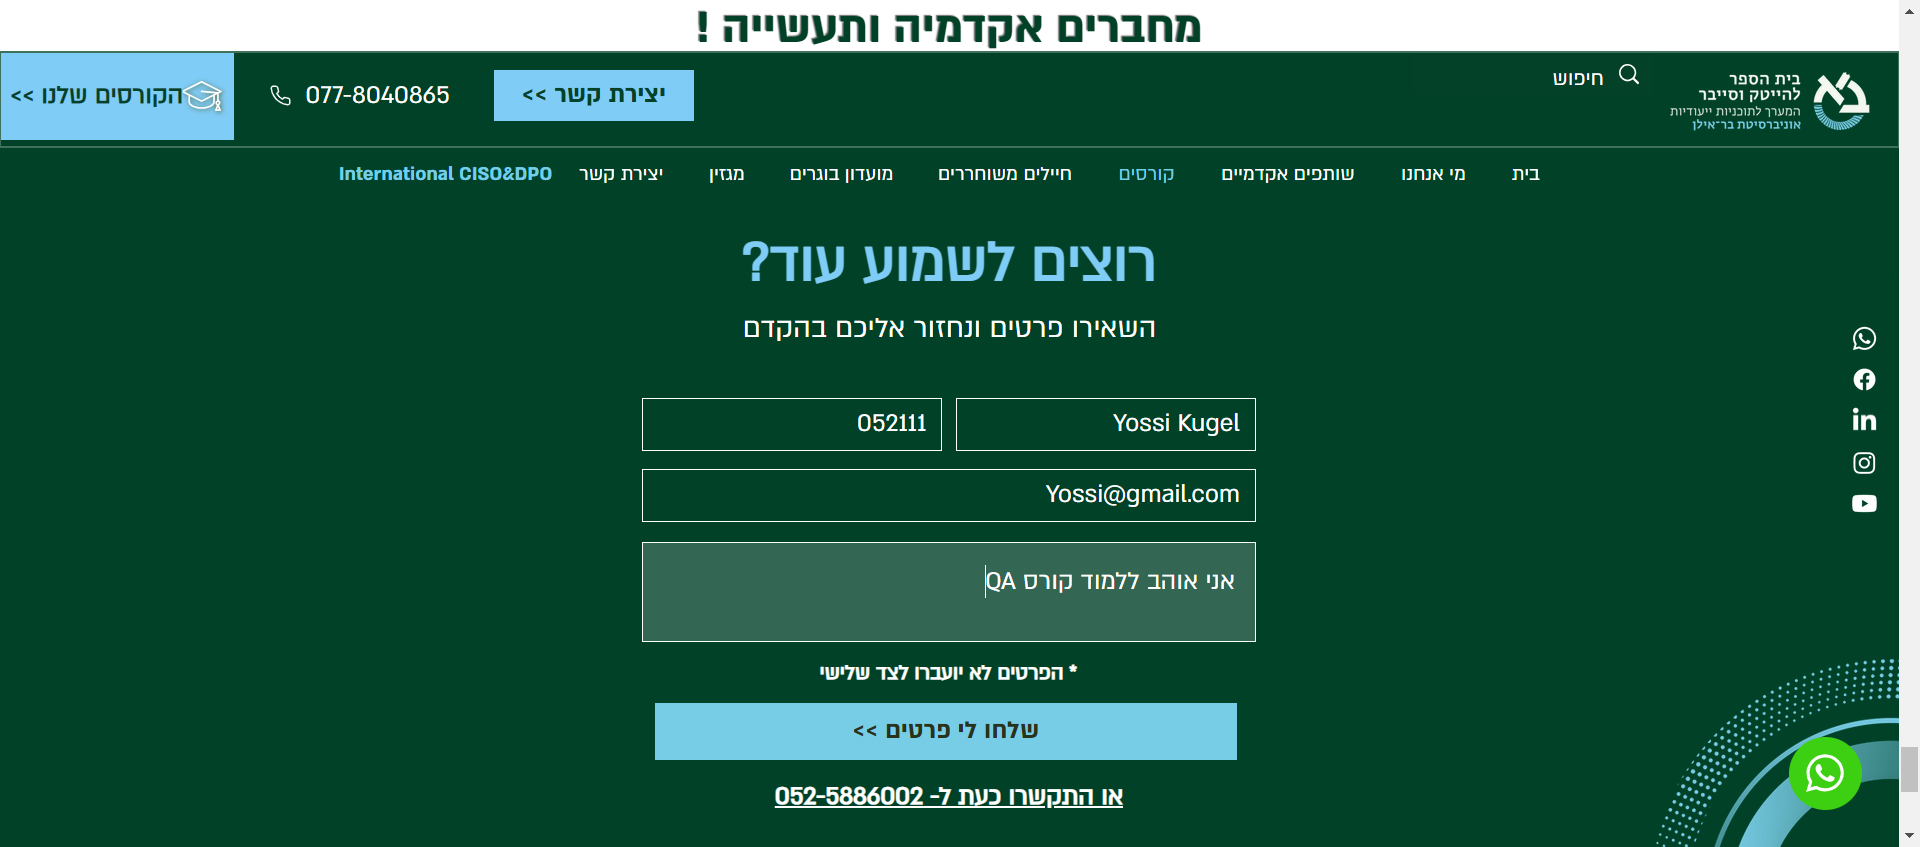 מחברים אקדמיה ותעשייה !
בית הספר
להייטק וסייבר
המערך לתוכניות ייעודיות
אוניברסיטת בר־אילן
חיפוש
יצירת קשר >>
077-8040865
הקורסים שלנו >>
בית
מי אנחנו
שותפים אקדמיים
קורסים
חיילים משוחררים
מועדון בוגרים
מגזין
יצירת קשר
International CISO&DPO
רוצים לשמוע עוד?
השאירו פרטים ונחזור אליכם בהקדם
Yossi Kugel
052111
Yossi@gmail.com
אני אוהב ללמוד קורס QA
* הפרטים לא יועברו לצד שלישי
שלחו לי פרטים >>
או התקשרו כעת ל- 052-5886002